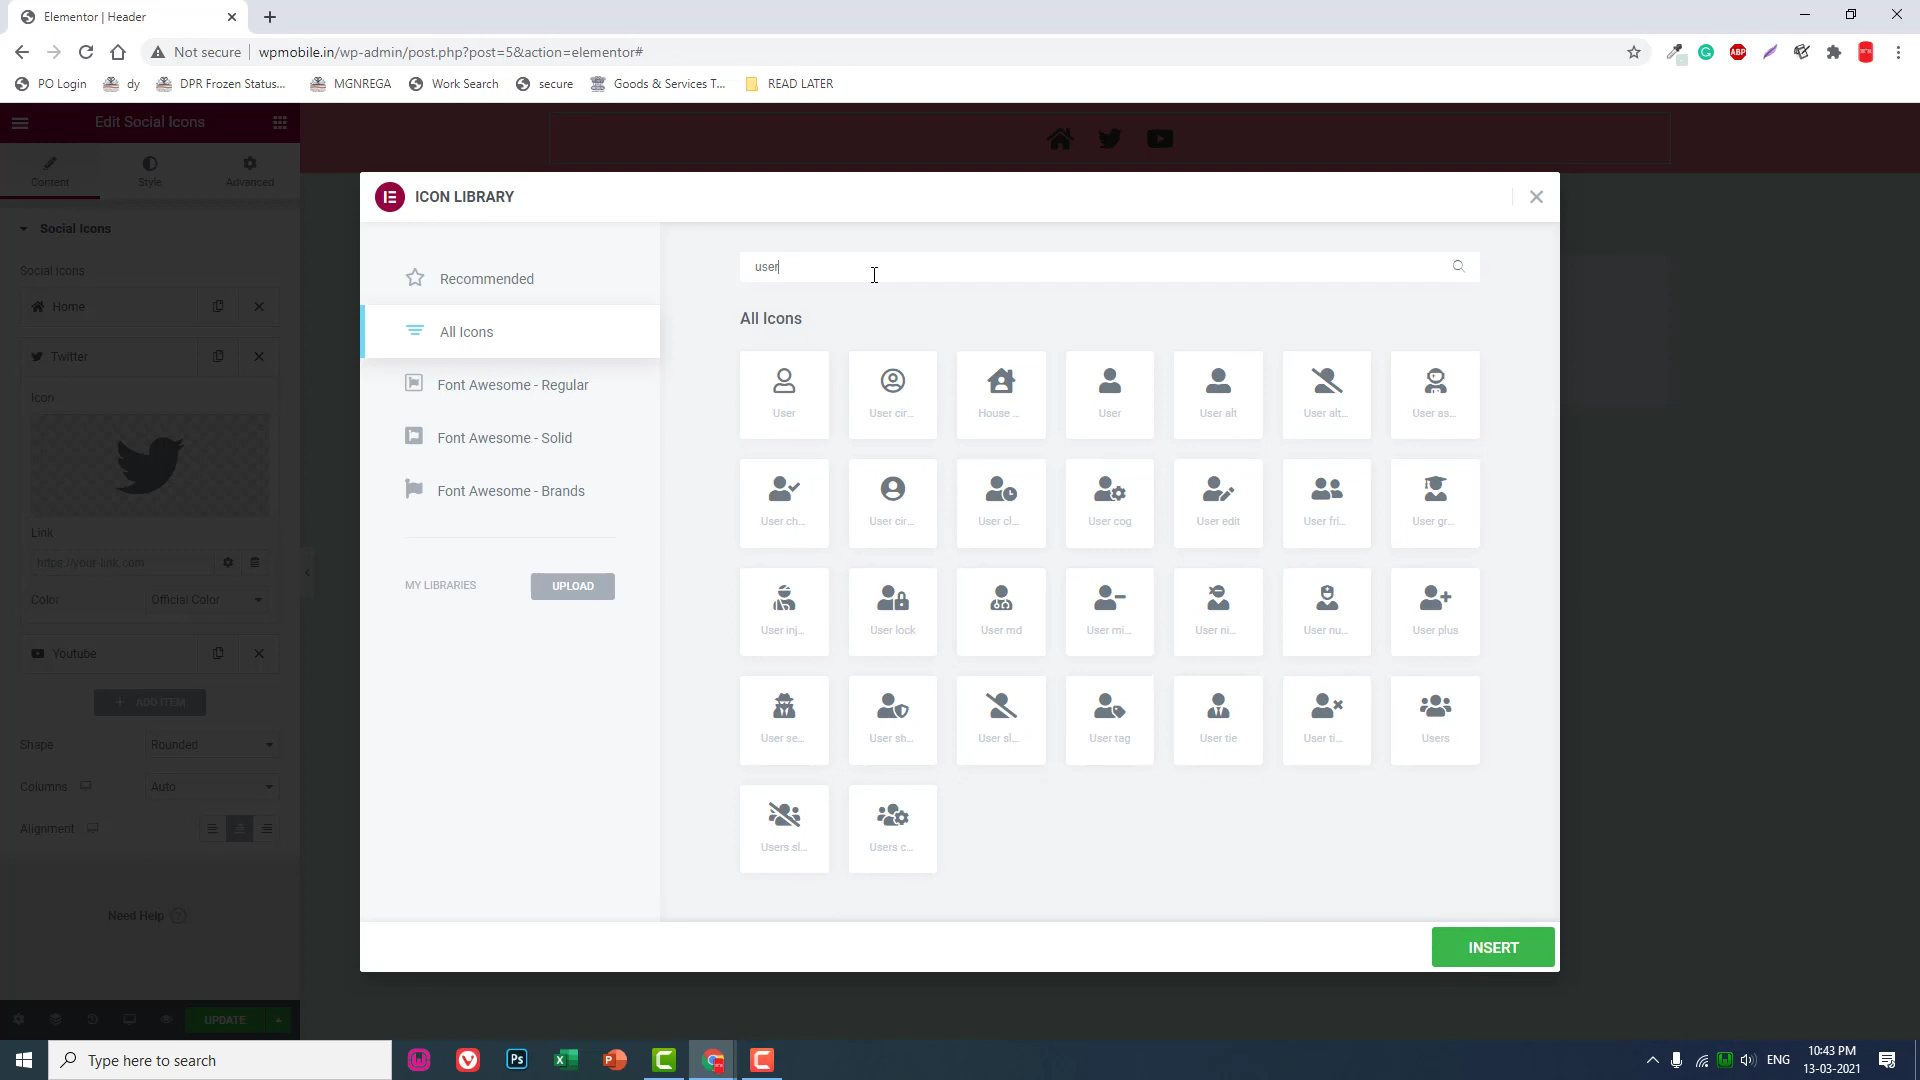 Elementor | Header
Not secure
wpmobile.in/wp-admin/post.php?post=5&action=elementor#
PO Login
dy
DPR Frozen Status...
MGNREGA
Work Search
secure
Goods & Services T...
READ LATER
Edit Social Icons
Content
Style
Advanced
Social Icons
Social Icons
Home
Twitter
Icon
Link
https://your-link.com
Color
Official Color
Youtube
+ ADD ITEM
Shape
Rounded
Columns
Auto
Alignment
Need Help ?
UPDATE
ICON LIBRARY
Recommended
All Icons
Font Awesome - Regular
Font Awesome - Solid
Font Awesome - Brands
MY LIBRARIES
UPLOAD
user
All Icons
User
User cir...
House ...
User
User alt
User alt...
User as...
User ch...
User cir...
User cl...
User cog
User edit
User fri...
User gr...
User inj...
User lock
User md
User mi...
User ni...
User nu...
User plus
User se...
User sh...
User sl...
User tag
User tie
User ti...
Users
Users sl...
Users c...
INSERT
Type here to search
Ps
ENG
10:43 PM
13-03-2021